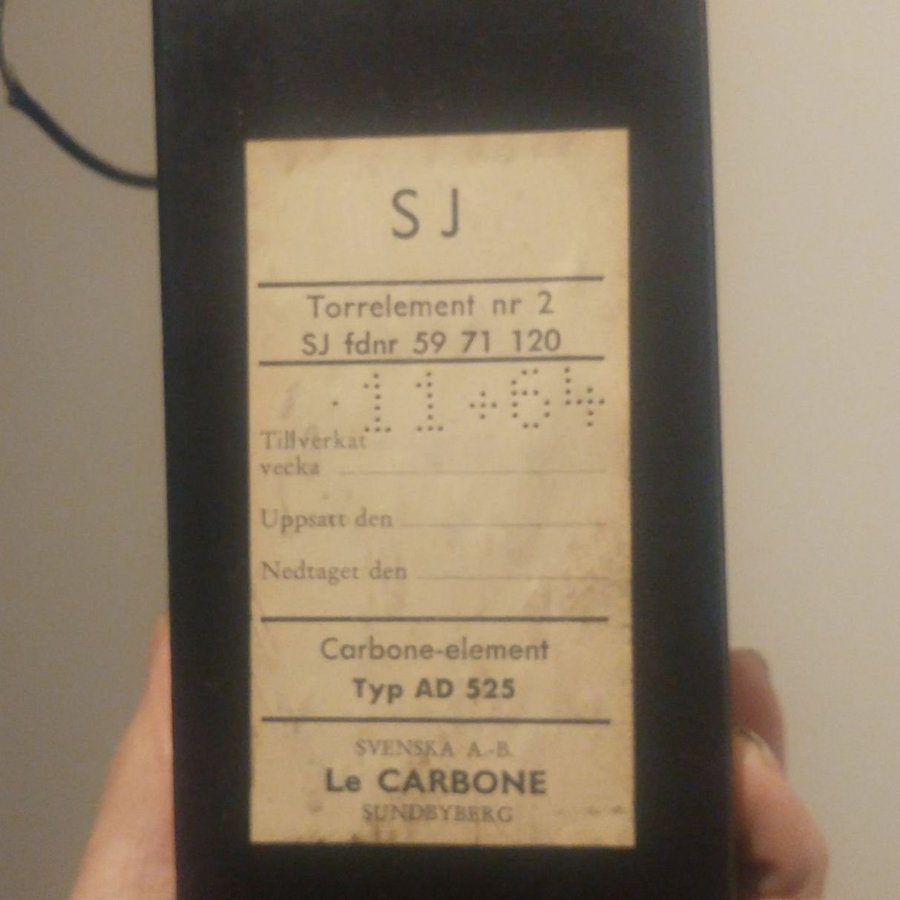 SJ
Torrelement nr 2
SJ fdnr 59 71 120
·11+64
Tillverkat
vecka
Uppsatt den
Nedtaget den
Carbone-element
Typ AD 525
SVENSKA A.-B.
Le CARBONE
SUNDBYBERG